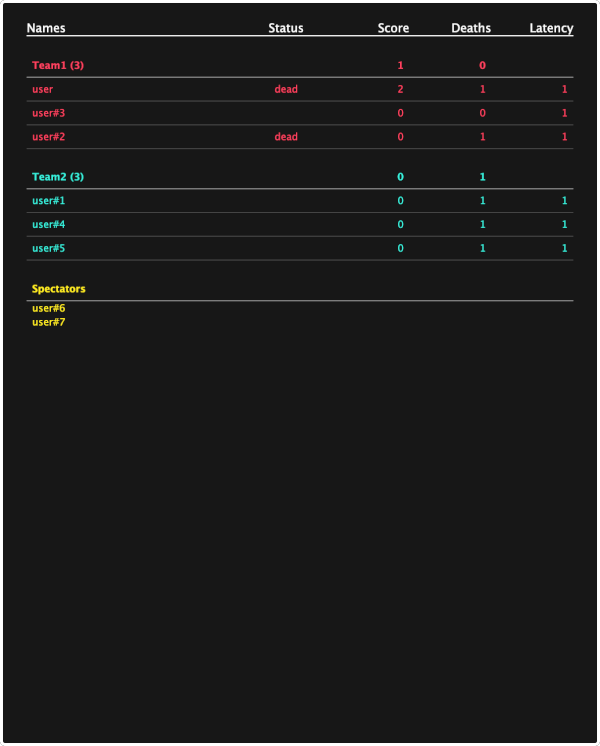 Names Status Score Deaths Latency
Team1 (3) 1 0
user dead 2 1 1
user#3 0 0 1
user#2 dead 0 1 1
Team2 (3) 0 1
user#1 0 1 1
user#4 0 1 1
user#5 0 1 1
Spectators
user#6
user#7